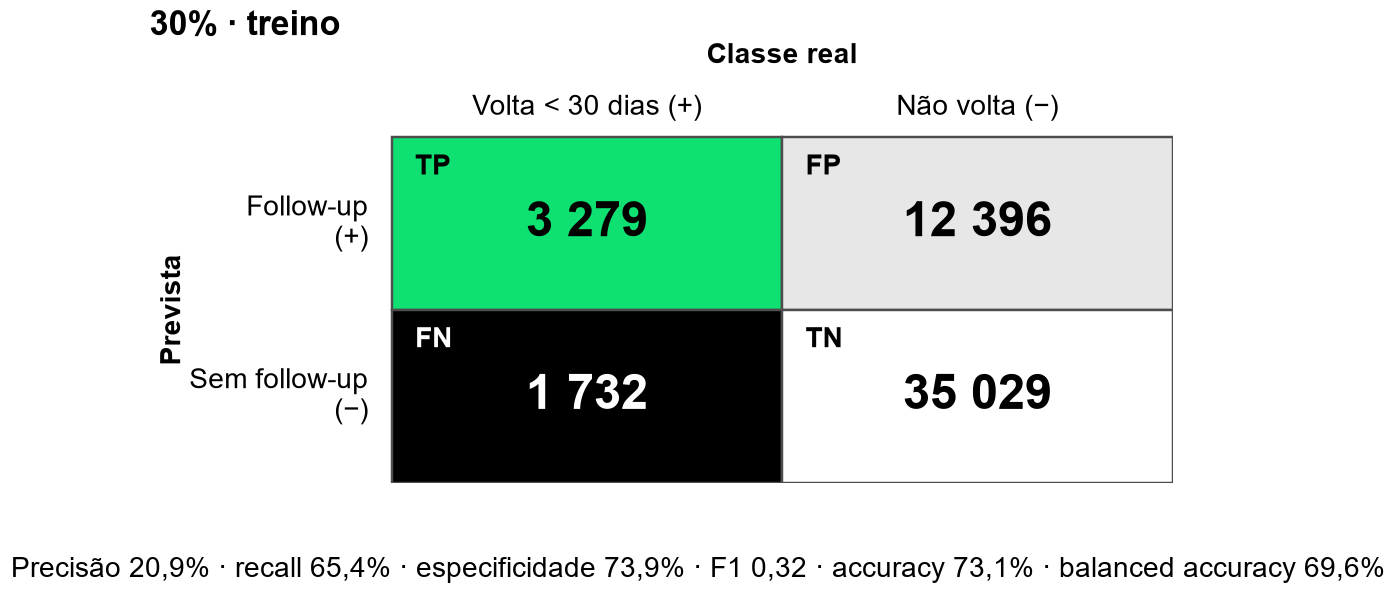 30% · treino
Classe real
Volta < 30 dias (+)
Não volta (−)
Prevista
Follow-up
(+)
TP
3 279
FP
12 396
Sem follow-up
(−)
FN
1 732
TN
35 029
Precisão 20,9% · recall 65,4% · especificidade 73,9% · F1 0,32 · accuracy 73,1% · balanced accuracy 69,6%